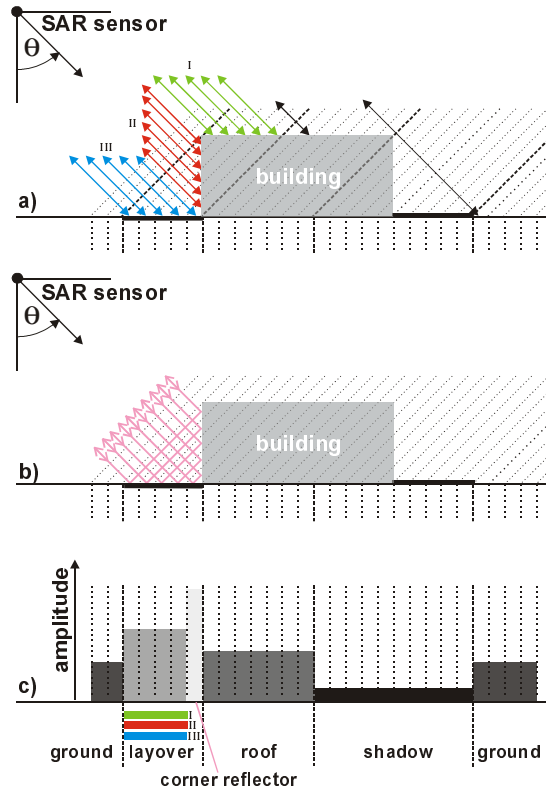 SAR sensor
θ
I
II
III
building
a)
SAR sensor
θ
building
b)
amplitude
c)
I
II
III
ground layover roof shadow ground
corner reflector